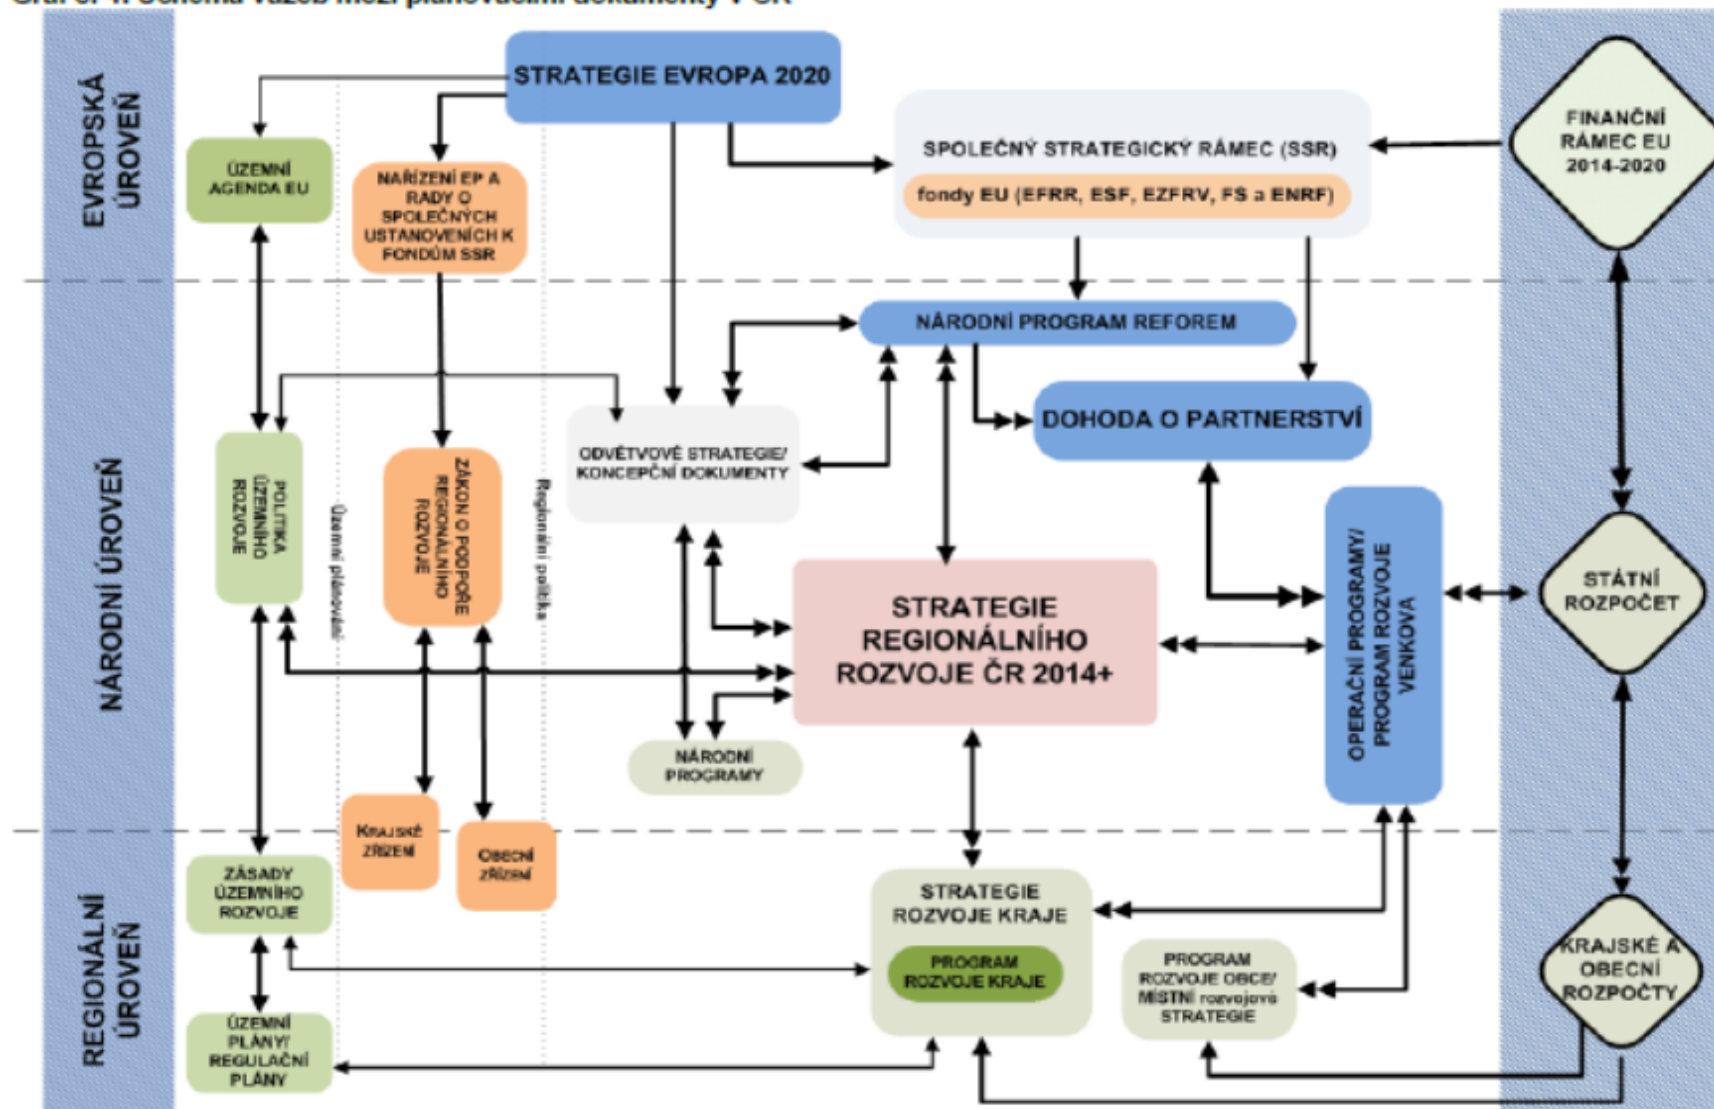 EVROPSKÁ
ÚROVEŇ
STRATEGIE EVROPA 2020
ÚZEMNÍ
AGENDA EU
NAŘÍZENÍ EP A
RADY O
SPOLEČNÝCH
USTANOVENÍCH K
FONDŮM SSR
SPOLEČNÝ STRATEGICKÝ RÁMEC (SSR)
fondy EU (EFRR, ESF, EZFRV, FS a ENRF)
FINANČNÍ
RÁMEC EU
2014-2020
NÁRODNÍ ÚROVEŇ
NÁRODNÍ PROGRAM REFOREM
DOHODA O PARTNERSTVÍ
ODVĚTVOVÉ STRATEGIE/
KONCEPČNÍ DOKUMENTY
POLITIKA
ÚZEMNÍHO
ROZVOJE
Územní plánování
ZÁKON O PODPOŘE
REGIONÁLNÍHO
ROZVOJE
Regionální politika
STRATEGIE
REGIONÁLNÍHO
ROZVOJE ČR 2014+
OPERAČNÍ PROGRAMY/
PROGRAM ROZVOJE
VENKOVA
STÁTNÍ
ROZPOČET
NÁRODNÍ
PROGRAMY
KRAJSKÉ
ZŘÍZENÍ
OBECNÍ
ZŘÍZENÍ
REGIONÁLNÍ
ÚROVEŇ
ZÁSADY
ÚZEMNÍHO
ROZVOJE
STRATEGIE
ROZVOJE KRAJE
PROGRAM
ROZVOJE KRAJE
PROGRAM
ROZVOJE OBCE/
MÍSTNÍ rozvojové
STRATEGIE
KRAJSKÉ A
OBECNÍ
ROZPOČTY
ÚZEMNÍ
PLÁNY/
REGULAČNÍ
PLÁNY